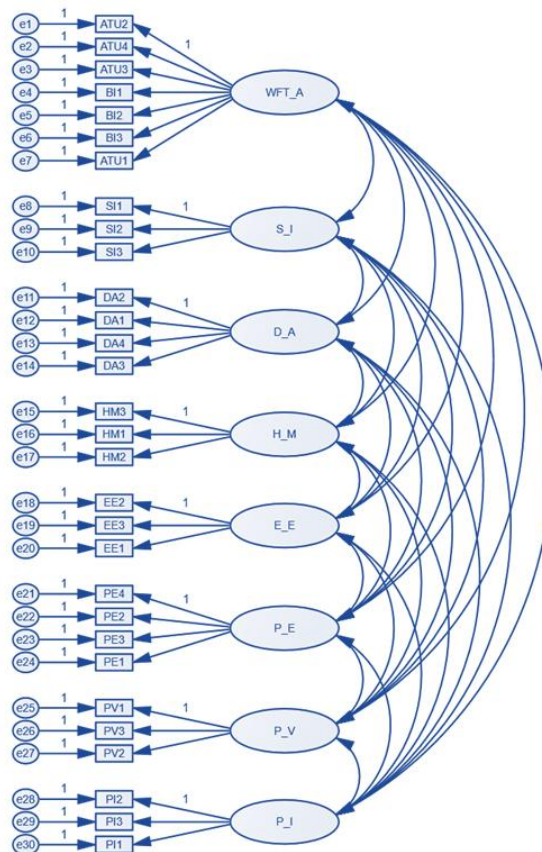 e1 1 ATU2
e2 1 ATU4 1
e3 1 ATU3
e4 1 BI1 WFT_A
e5 1 BI2
e6 1 BI3
e7 1 ATU1
e8 1 SI1 1
e9 1 SI2 S_I
e10 1 SI3
e11 1 DA2 1
e12 1 DA1 D_A
e13 1 DA4
e14 1 DA3
e15 1 HM3 1
e16 1 HM1 H_M
e17 1 HM2
e18 1 EE2 1
e19 1 EE3 E_E
e20 1 EE1
e21 1 PE4 1
e22 1 PE2 P_E
e23 1 PE3
e24 1 PE1
e25 1 PV1 1
e26 1 PV3 P_V
e27 1 PV2
e28 1 PI2 1
e29 1 PI3 P_I
e30 1 PI1